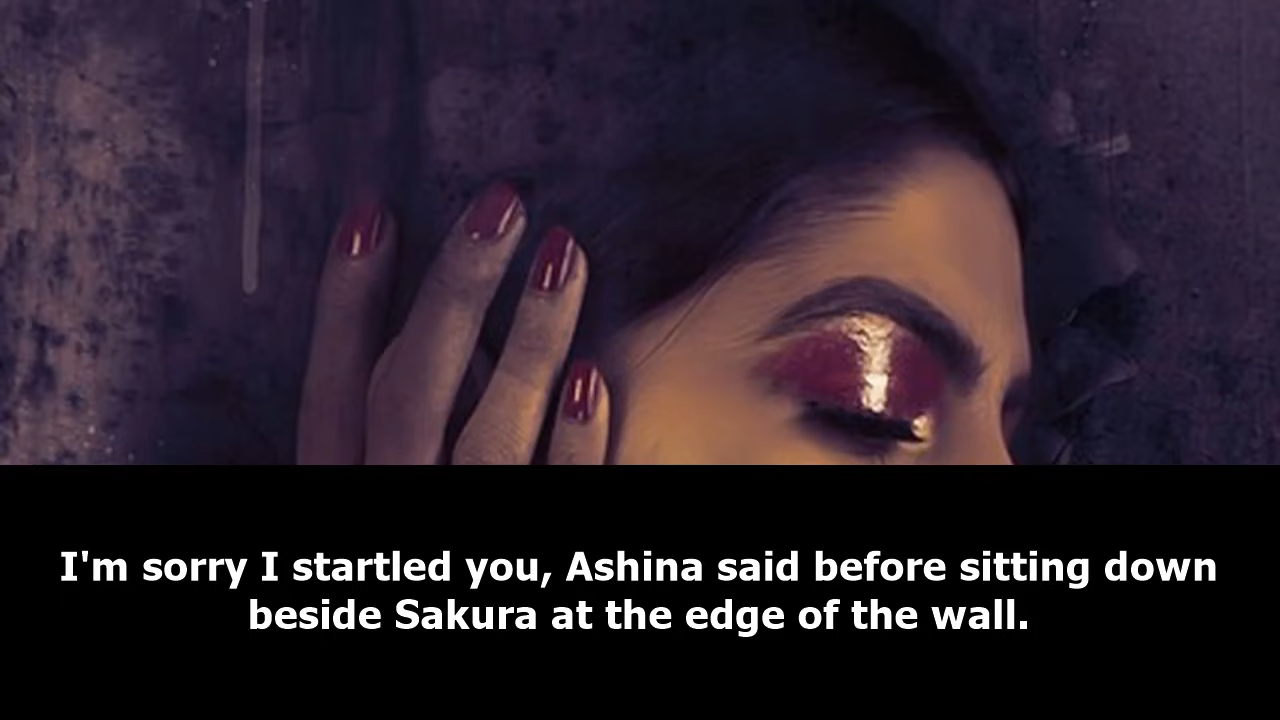 I'm sorry I startled you, Ashina said before sitting down
beside Sakura at the edge of the wall.